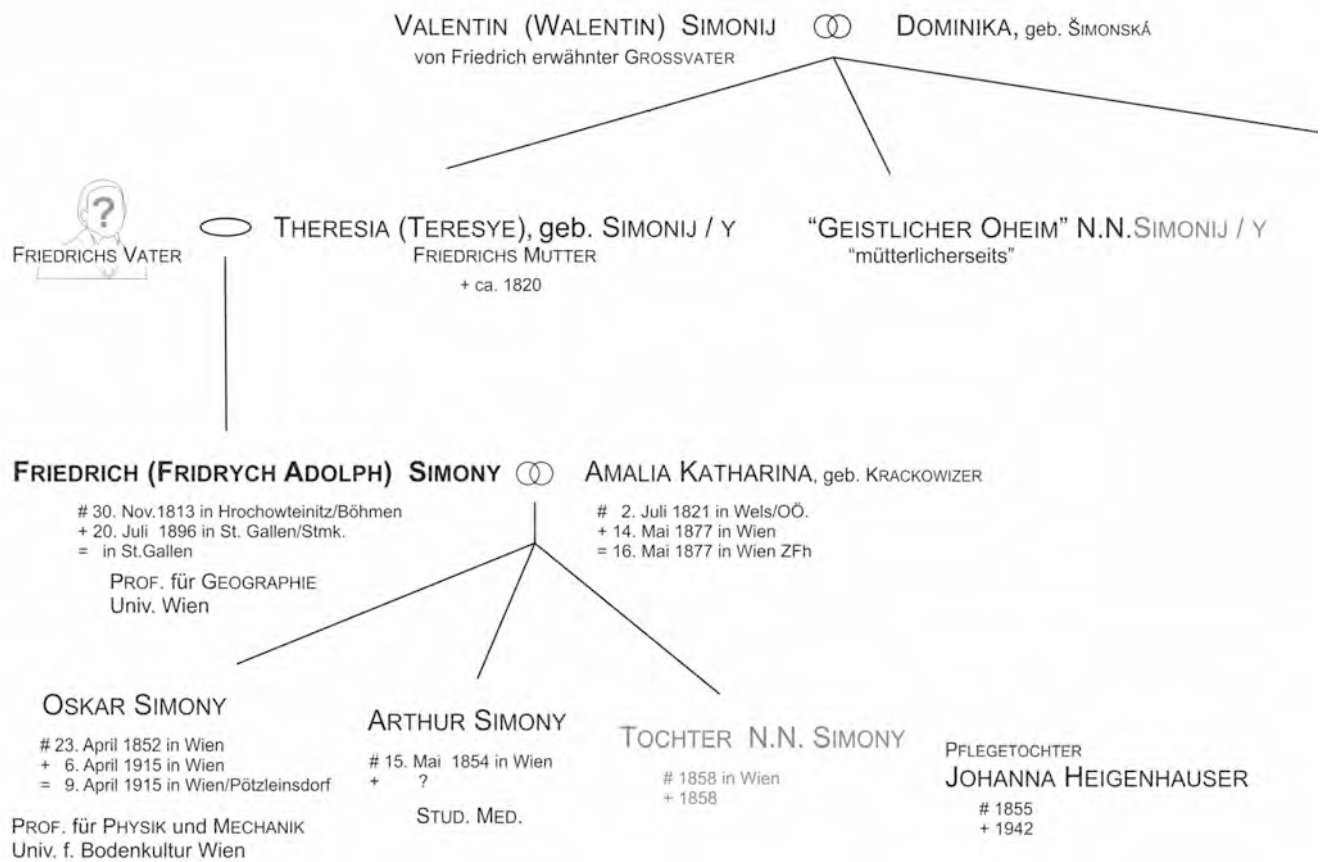 VALENTIN (WALENTIN) SIMONIJ
von Friedrich erwähnter GROSSVATER
DOMINIKA, geb. ŠIMONSKÁ
?
FRIEDRICHS VATER
THERESIA (TERESYE), geb. SIMONIJ / Y
FRIEDRICHS MUTTER
+ ca. 1820
"GEISTLICHER OHEIM" N.N.SIMONIJ / Y
"mütterlicherseits"
FRIEDRICH (FRIDRYCH ADOLPH) SIMONY
# 30. Nov.1813 in Hrochowteinitz/Böhmen
+ 20. Juli 1896 in St. Gallen/Stmk.
= in St.Gallen
PROF. für GEOGRAPHIE
Univ. Wien
AMALIA KATHARINA, geb. KRACKOWIZER
# 2. Juli 1821 in Wels/OÖ.
+ 14. Mai 1877 in Wien
= 16. Mai 1877 in Wien ZFh
OSKAR SIMONY
# 23. April 1852 in Wien
+ 6. April 1915 in Wien
= 9. April 1915 in Wien/Pötzleinsdorf
PROF. für PHYSIK und MECHANIK
Univ. f. Bodenkultur Wien
ARTHUR SIMONY
# 15. Mai 1854 in Wien
+ ?
STUD. MED.
TOCHTER N.N. SIMONY
# 1858 in Wien
+ 1858
PFLEGETOCHTER
JOHANNA HEIGENHAUSER
# 1855
+ 1942